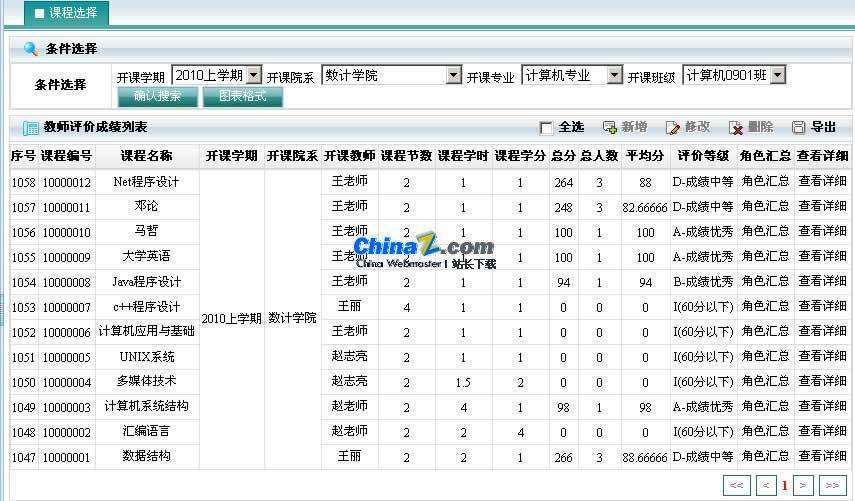 课程选择
条件选择
条件选择 开课学期 2010上学期 开课院系 数计学院 开课专业 计算机专业 开课班级 计算机0901班
确认搜索 图表格式
教师评价成绩列表 全选 新增 修改 删除 导出
序号 课程编号 课程名称 开课学期 开课院系 开课教师 课程节数 课程学时 课程学分 总分 总人数 平均分 评价等级 角色汇总 查看详细
1058 10000012 Net程序设计 王老师 2 1 1 264 3 88 D-成绩中等 角色汇总 查看详细
1057 10000011 邓论 王老师 2 1 1 248 3 82.66666 D-成绩中等 角色汇总 查看详细
1056 10000010 马哲 王老师 2 1 1 100 1 100 A-成绩优秀 角色汇总 查看详细
1055 10000009 大学英语 王老师 2 1 1 100 1 100 A-成绩优秀 角色汇总 查看详细
ChinaZ.com
China Webmaster | 站长下载
1054 10000008 Java程序设计 王老师 2 1 1 94 1 94 B-成绩优秀 角色汇总 查看详细
1053 10000007 c++程序设计 王丽 4 1 1 0 0 0 I(60分以下) 角色汇总 查看详细
2010上学期 数计学院
1052 10000006 计算机应用与基础 王老师 2 1 1 0 0 0 I(60分以下) 角色汇总 查看详细
1051 10000005 UNIX系统 赵志亮 2 1 1 0 0 0 I(60分以下) 角色汇总 查看详细
1050 10000004 多媒体技术 赵志亮 2 1.5 2 0 0 0 I(60分以下) 角色汇总 查看详细
1049 10000003 计算机系统结构 赵老师 2 4 1 98 1 98 A-成绩优秀 角色汇总 查看详细
1048 10000002 汇编语言 赵老师 2 2 4 0 0 0 I(60分以下) 角色汇总 查看详细
1047 10000001 数据结构 王丽 2 2 1 266 3 88.66666 D-成绩中等 角色汇总 查看详细
<< < 1 > >>